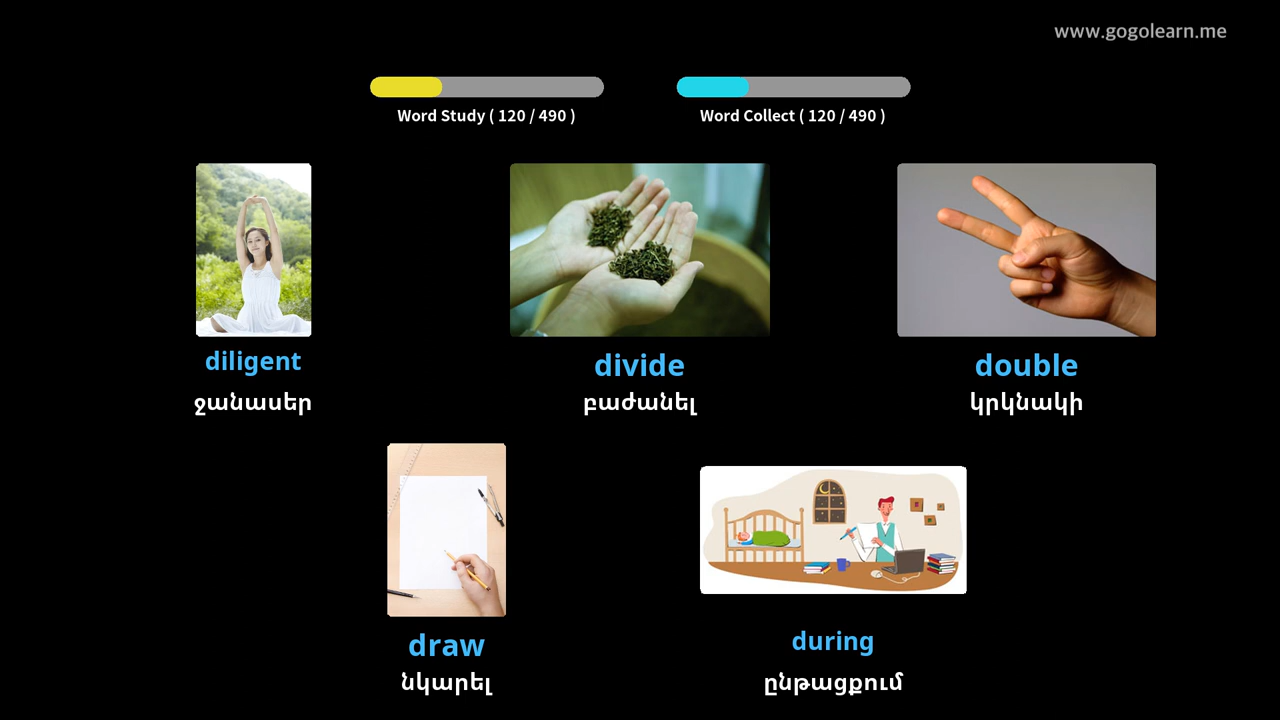 www.gogolearn.me
Word Study ( 120 / 490 )
Word Collect ( 120 / 490 )
diligent
ջանասեր
divide
բաժանել
double
կրկնակի
draw
նկարել
during
ընթացքում